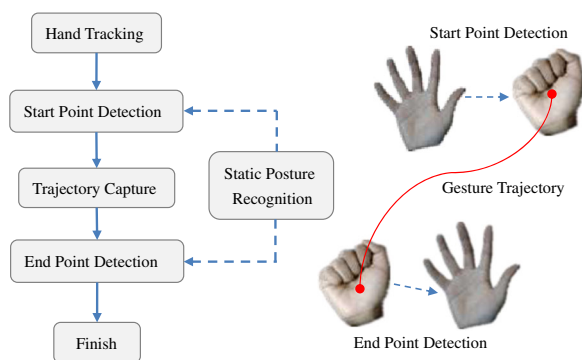 Hand Tracking
Start Point Detection
Trajectory Capture
End Point Detection
Finish
Static Posture
Recognition
Start Point Detection
Gesture Trajectory
End Point Detection